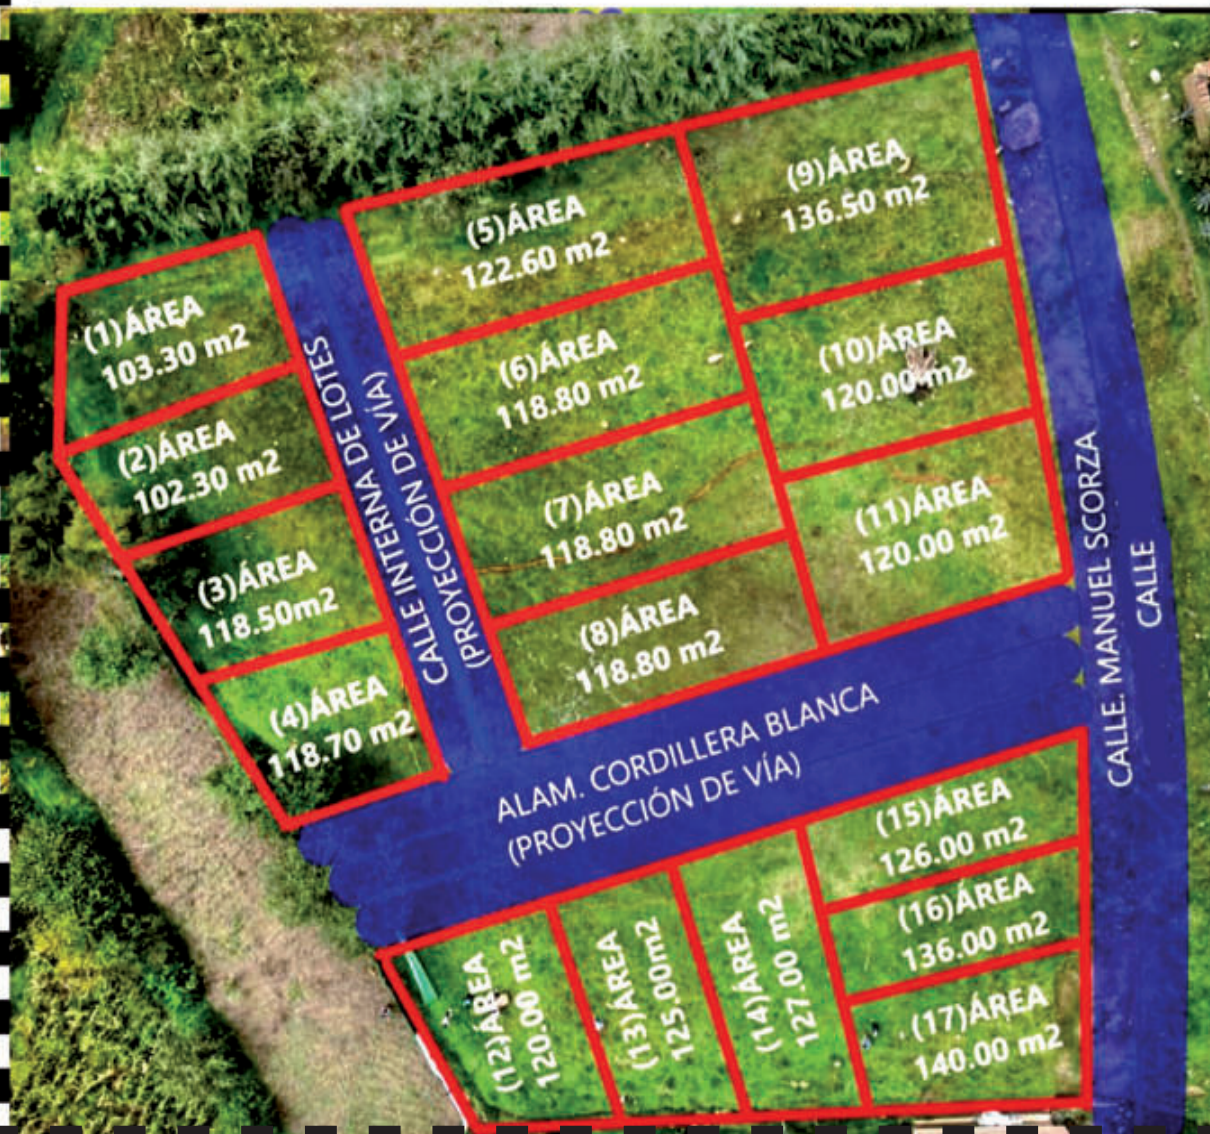 (1)ÁREA
103.30 m2
(2)ÁREA
102.30 m2
(3)ÁREA
118.50m2
(4)ÁREA
118.70 m2
CALLE INTERNA DE LOTES
(PROYECCIÓN DE VÍA)
(5)ÁREA
122.60 m2
(6)ÁREA
118.80 m2
(7)ÁREA
118.80 m2
(8)ÁREA
118.80 m2
(9)ÁREA
136.50 m2
(10)ÁREA
120.00 m2
(11)ÁREA
120.00 m2
CALLE. MANUEL SCORZA
CALLE
ALAM. CORDILLERA BLANCA
(PROYECCIÓN DE VÍA)
(12)ÁREA
120.00 m2
(13)ÁREA
125.00m2
(14)ÁREA
127.00 m2
(15)ÁREA
126.00 m2
(16)ÁREA
136.00 m2
(17)ÁREA
140.00 m2